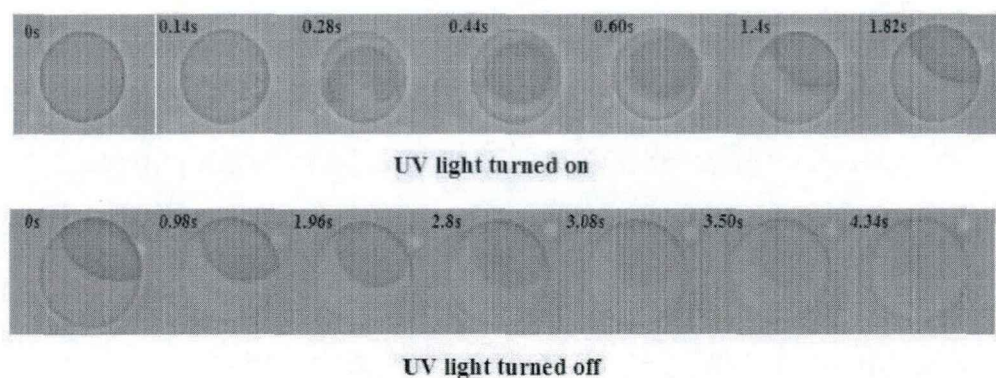 0s 0.14s 0.28s 0.44s 0.60s 1.4s 1.82s
UV light turned on
0s 0.98s 1.96s 2.8s 3.08s 3.50s 4.34s
UV light turned off